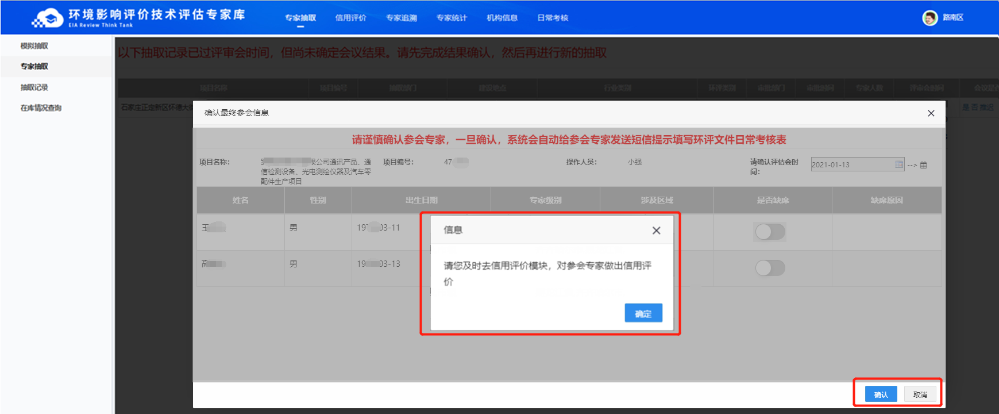 环境影响评价技术评估专家库
EIA Review Think Tank
专家抽取 信用评价 专家追溯 专家统计 机构信息 日常考核
路南区
模拟抽取
专家抽取
抽取记录
在库情况查询
以下抽取记录已过评审会时间，但尚未确定会议结果。请先完成结果确认，然后再进行新的抽取
项目名称 项目编号 抽取部门 建设地点 行业类别 环评类别 审批部门 审批时间 专家人数 评审会时间 会议是否
石家庄正定新区怀德大街 是 否 推迟
确认最终参会信息
请谨慎确认参会专家，一旦确认，系统会自动给参会专家发送短信提示填写环评文件日常考核表
项目名称： 限公司通讯产品、通 项目编号： 47 操作人员： 小强 请确认评估会时 2021-01-13 -->
信检测设备、光电测绘仪器及汽车零 间：
配件生产项目
姓名 性别 出生日期 专家级别 涉及区域 是否缺席 缺席原因
王 男 197 03-11
高 男 19 03-13
信息
请您及时去信用评价模块，对参会专家做出信用评
价
确定
确认 取消